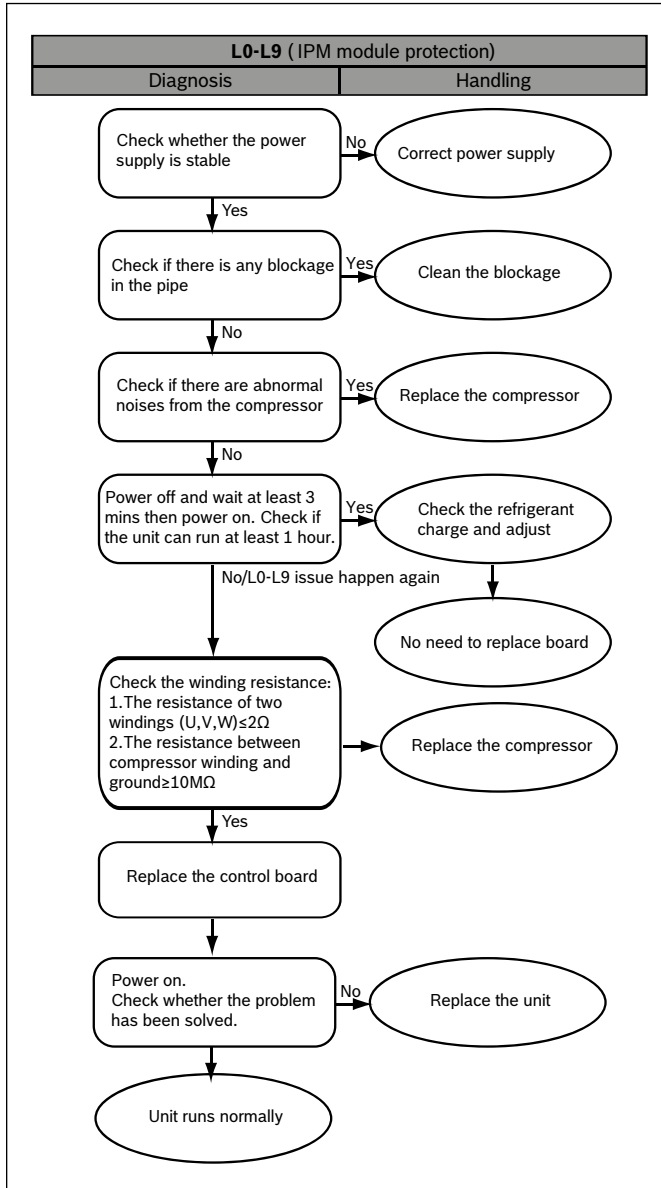 L0-L9 ( IPM module protection)
Diagnosis
Handling
Check whether the power
supply is stable
No
Correct power supply
Yes
Check if there is any blockage
in the pipe
Yes
Clean the blockage
No
Check if there are abnormal
noises from the compressor
Yes
Replace the compressor
No
Power off and wait at least 3
mins then power on. Check if
the unit can run at least 1 hour.
Yes
Check the refrigerant
charge and adjust
No/L0-L9 issue happen again
No need to replace board
Check the winding resistance:
1.The resistance of two
windings (U,V,W)≤2Ω
2.The resistance between
compressor winding and
ground≥10MΩ
Replace the compressor
Yes
Replace the control board
Power on.
Check whether the problem
has been solved.
No
Replace the unit
Unit runs normally